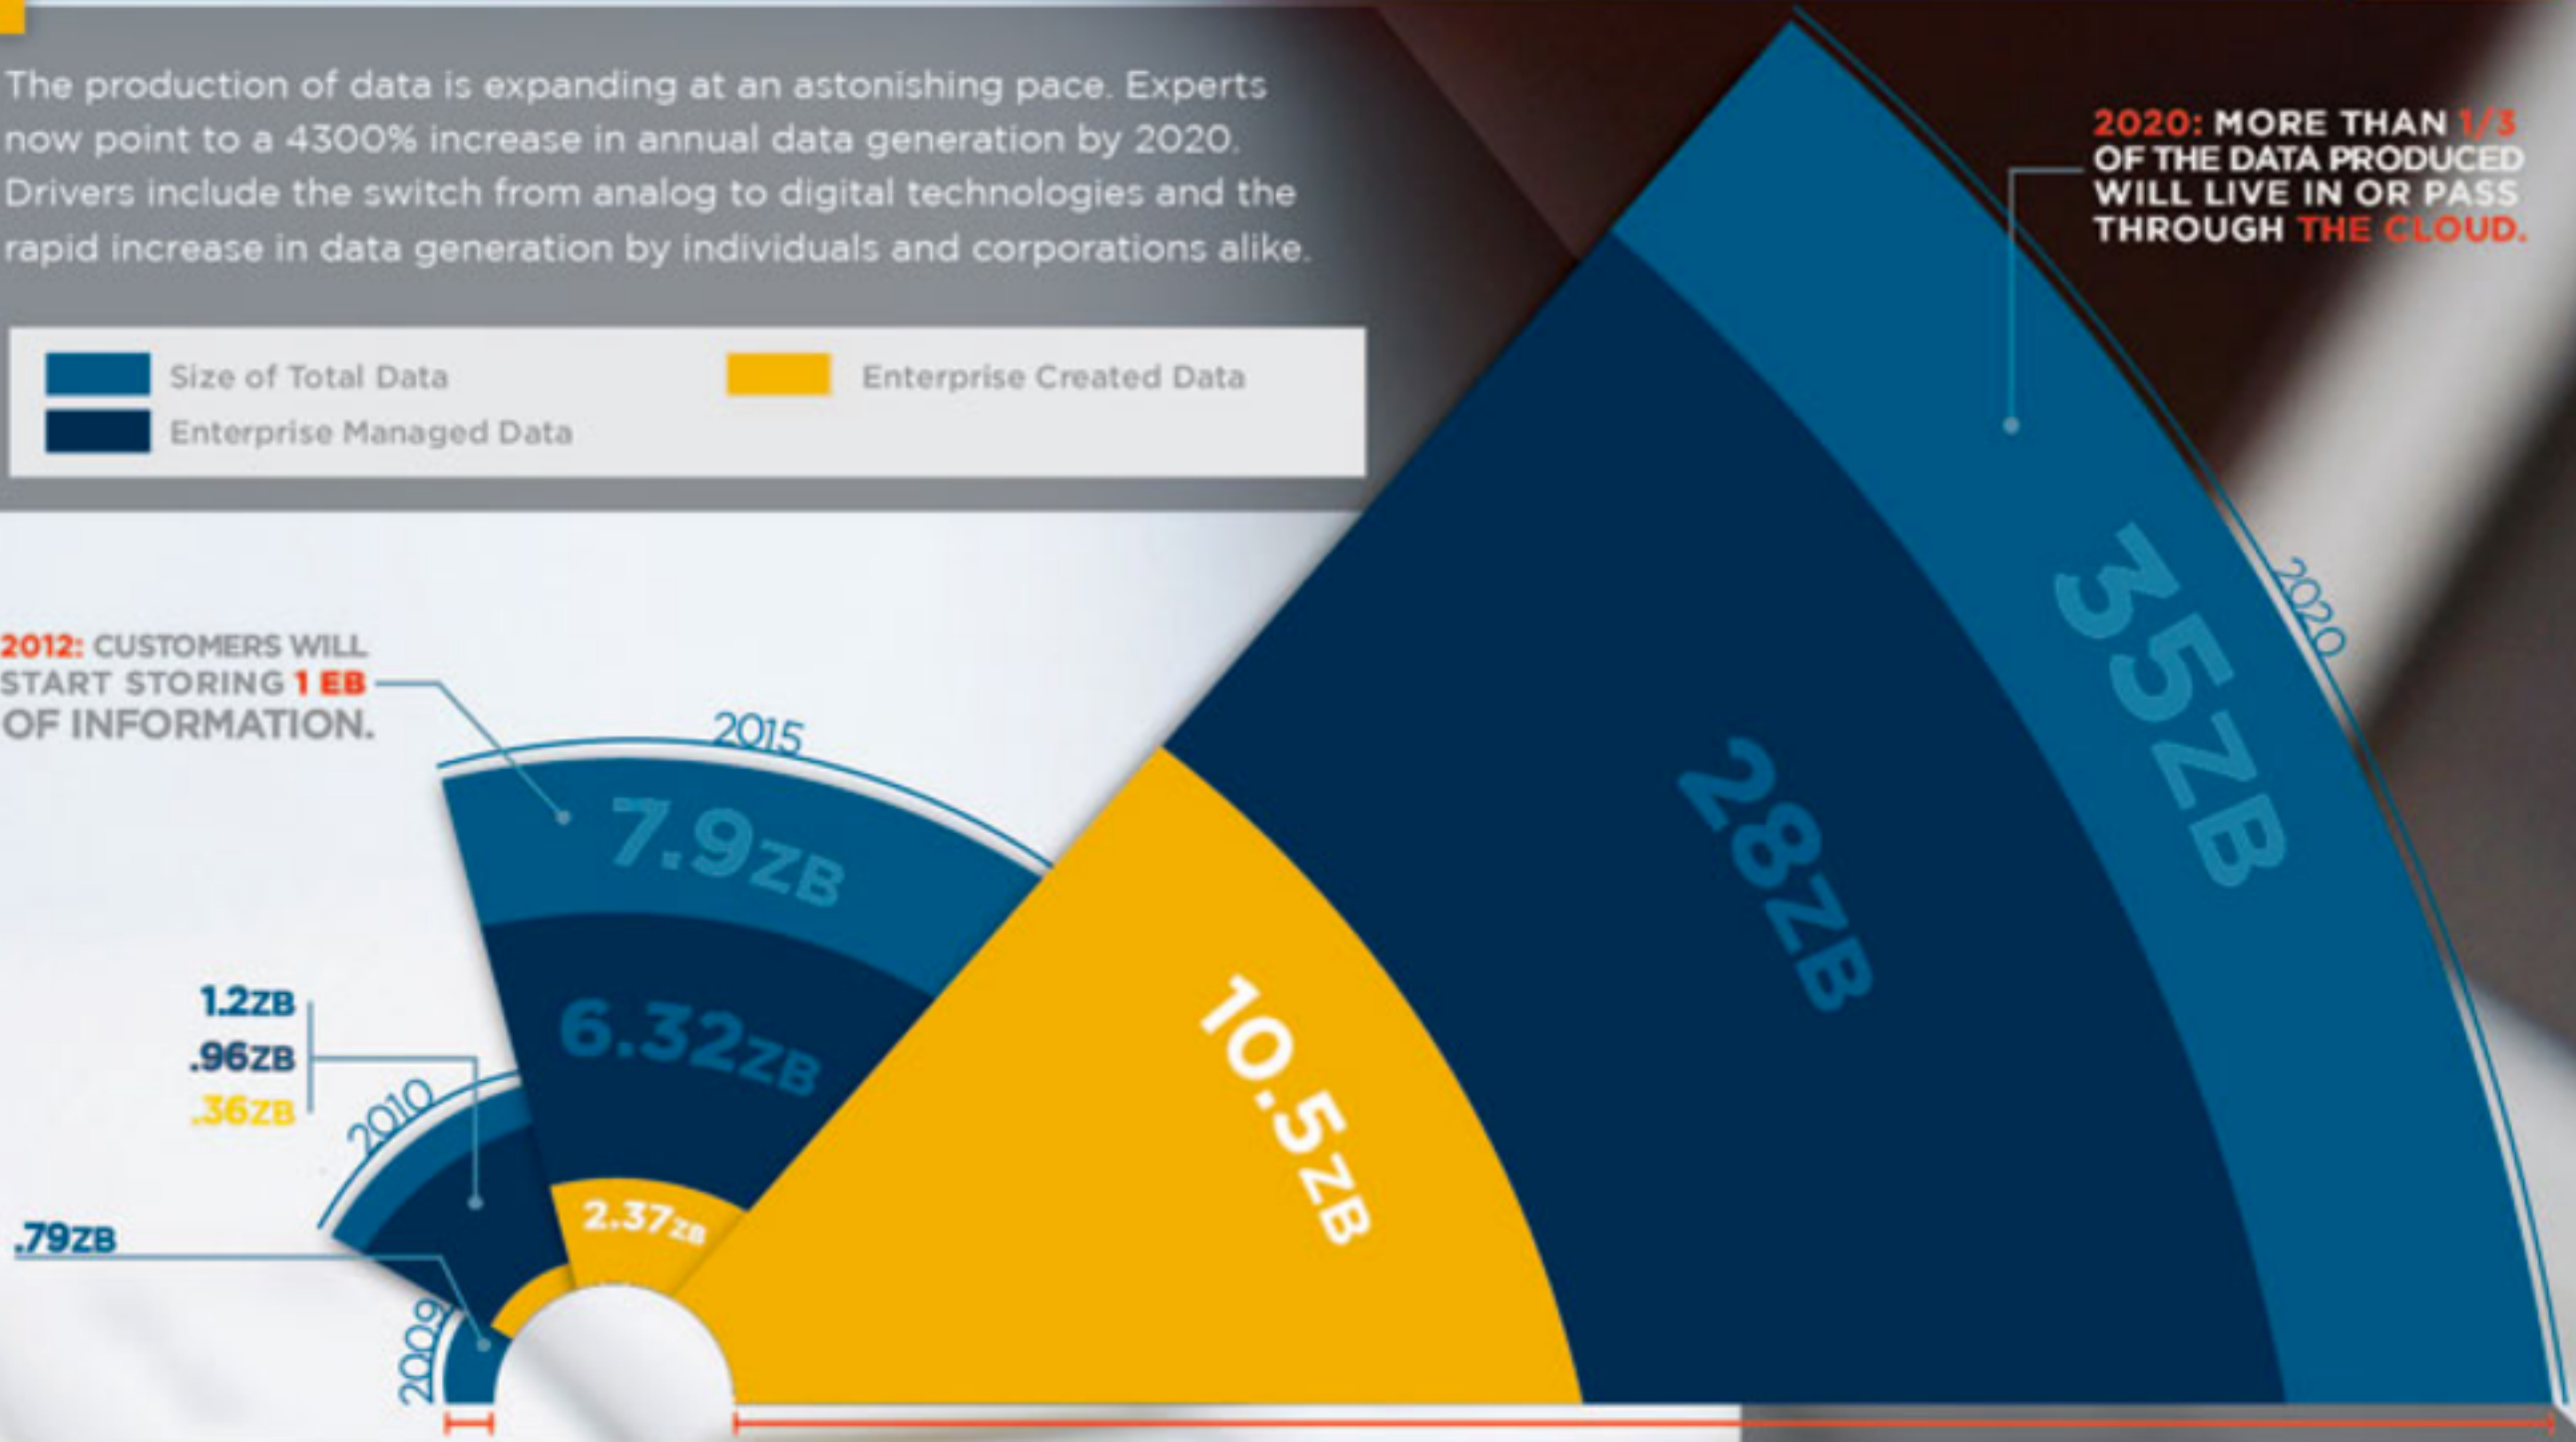 The production of data is expanding at an astonishing pace. Experts
now point to a 4300% increase in annual data generation by 2020.
Drivers include the switch from analog to digital technologies and the
rapid increase in data generation by individuals and corporations alike.
Size of Total Data
Enterprise Created Data
Enterprise Managed Data
2020: MORE THAN 1/3
OF THE DATA PRODUCED
WILL LIVE IN OR PASS
THROUGH THE CLOUD.
2012: CUSTOMERS WILL
START STORING 1 EB
OF INFORMATION.
2015
7.9ZB
6.32ZB
2.37ZB
2020
35ZB
28ZB
10.5ZB
1.2ZB
.96ZB
.36ZB
2010
.79ZB
2009